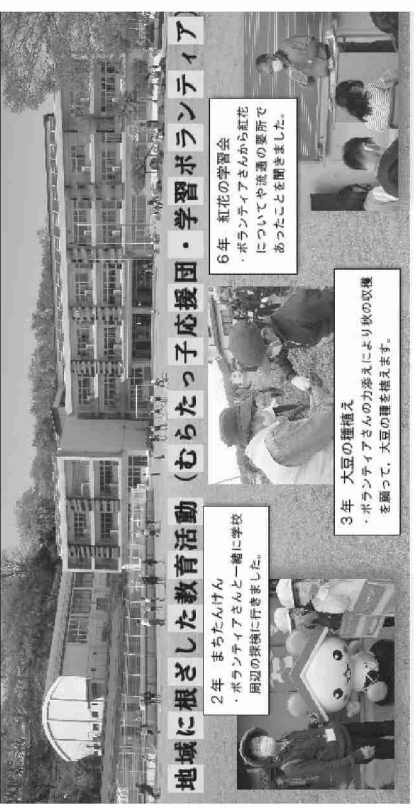 地域に根ざした教育活動（むらたっ子応援団・学習ボランティア）
2年　まちたんけん
・ボランティアさんと一緒に学校
周辺の探検に行きました。
3年　大豆の種植え
・ボランティアさんの力添えにより秋の収穫
を願って、大豆の種を植えます。
6年　紅花の学習会
・ボランティアさんから紅花
についてや流通の要所で
あったことを聞きました。